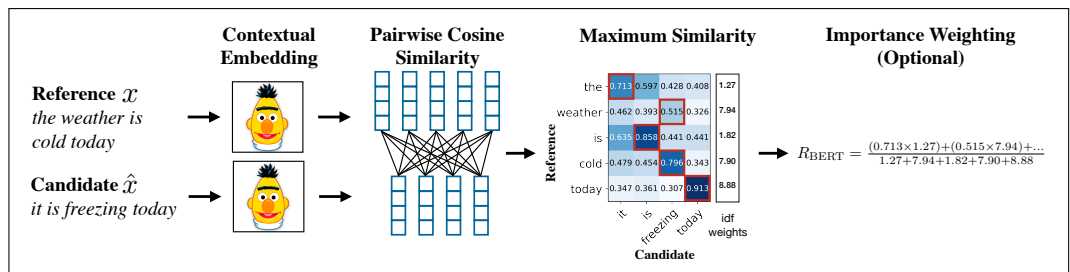 Contextual
Embedding
Pairwise Cosine
Similarity
Maximum Similarity
Importance Weighting
(Optional)
Reference x
the weather is
cold today
Candidate x̂
it is freezing today
Reference
the 0.713 0.597 0.428 0.408 1.27
weather 0.462 0.393 0.515 0.326 7.94
is 0.635 0.858 0.441 0.441 1.82
cold 0.479 0.454 0.796 0.343 7.90
today 0.347 0.361 0.307 0.913 8.88
it is freezing today
idf
weights
Candidate
R_BERT = (0.713×1.27)+(0.515×7.94)+... / 1.27+7.94+1.82+7.90+8.88